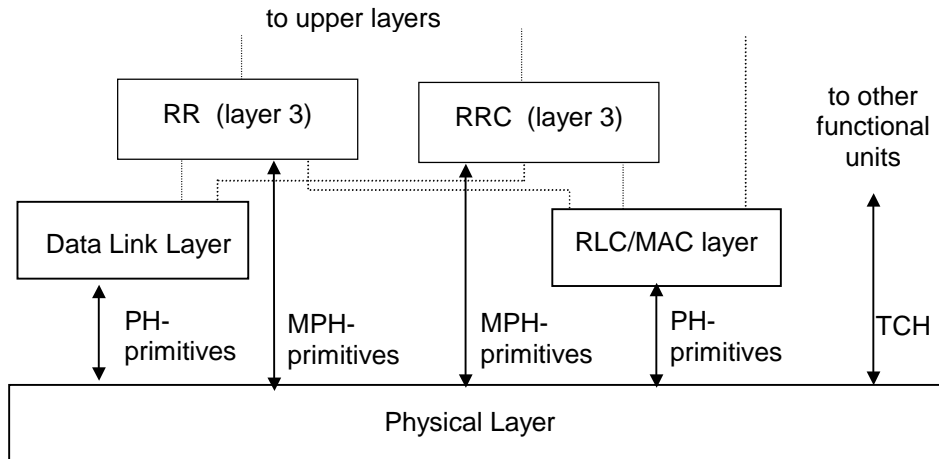 to upper layers
RR (layer 3)
RRC (layer 3)
to other
functional
units
Data Link Layer
RLC/MAC layer
PH-
primitives
MPH-
primitives
MPH-
primitives
PH-
primitives
TCH
Physical Layer